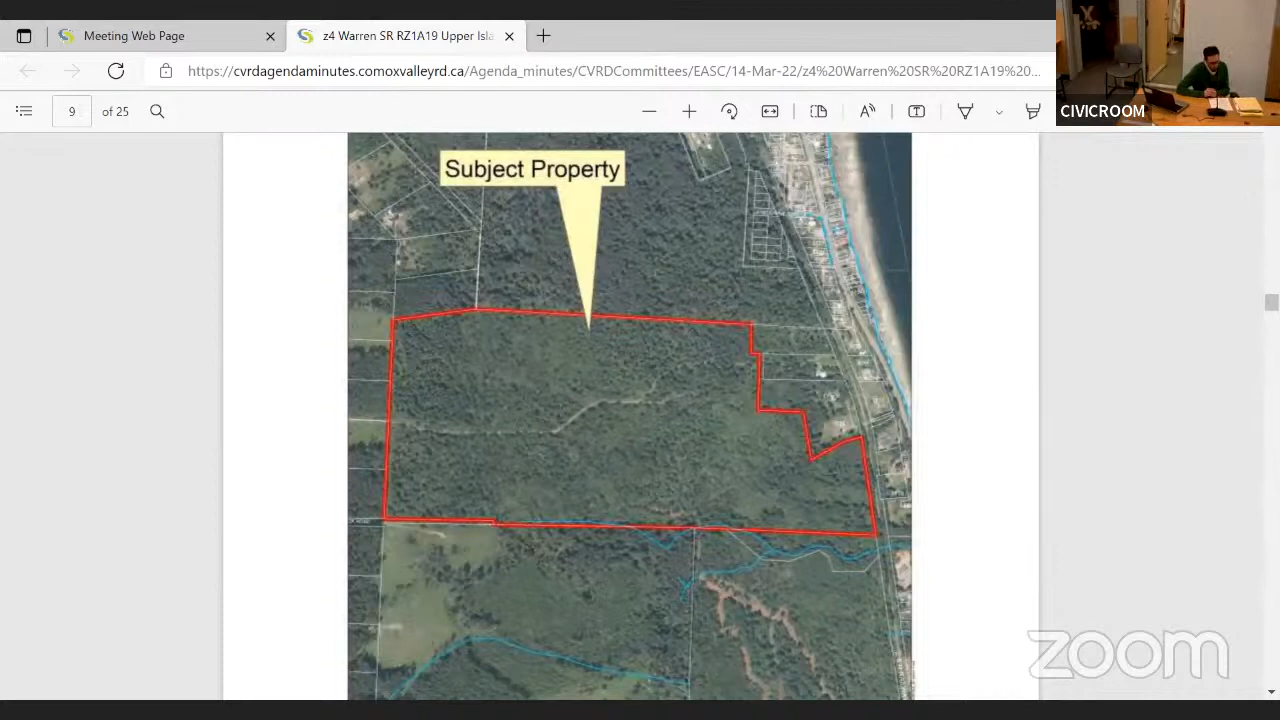 Meeting Web Page
z4 Warren SR RZ1A19 Upper Isla
https://cvrdagendaminutes.comoxvalleyrd.ca/Agenda_minutes/CVRDCommittees/EASC/14-Mar-22/z4%20Warren%20SR%20RZ1A19%20...
9 of 25
CIVICROOM
Subject Property
zoom